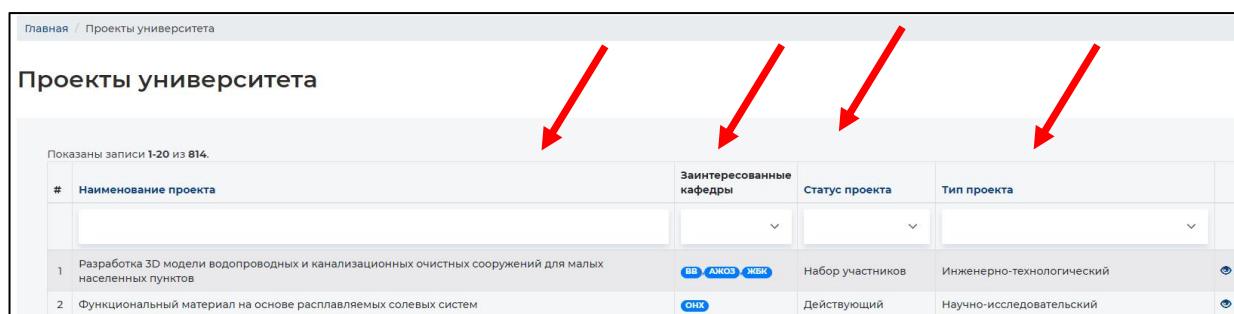 Главная / Проекты университета
Проекты университета
Показаны записи 1-20 из 814.
# Наименование проекта Заинтересованные кафедры Статус проекта Тип проекта
1 Разработка 3D модели водопроводных и канализационных очистных сооружений для малых населенных пунктов ВВ, АЖОЗ, ЖБК Набор участников Инженерно-технологический
2 Функциональный материал на основе расплавляемых солевых систем ОНХ Действующий Научно-исследовательский